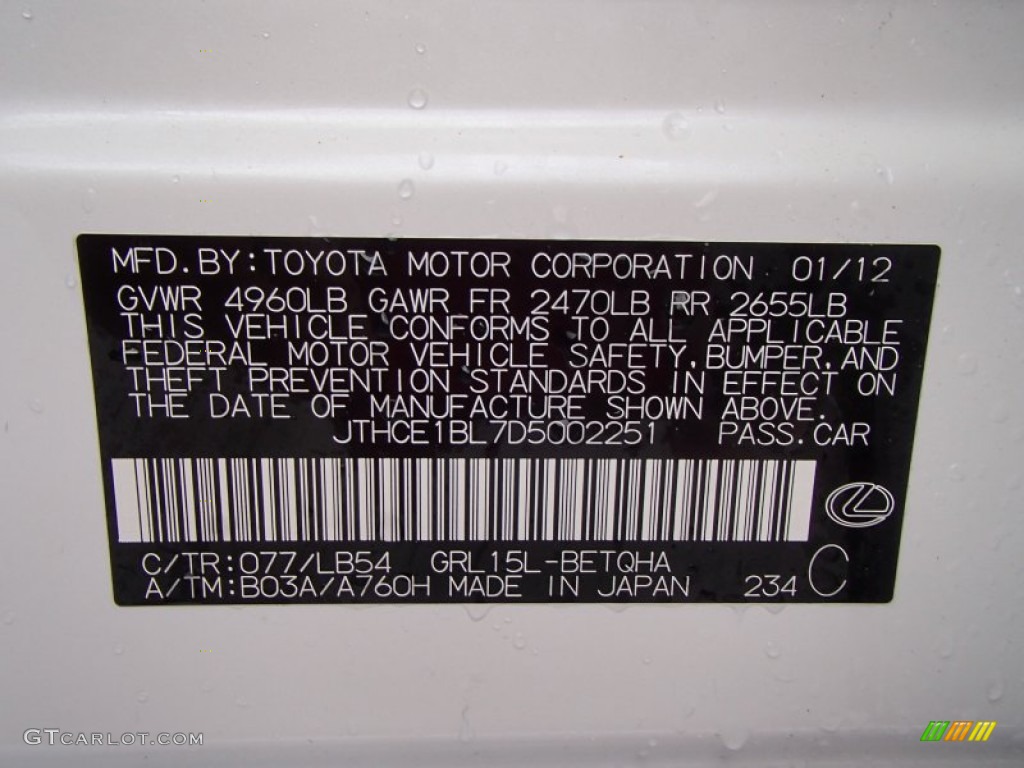 MFD.BY:TOYOTA MOTOR CORPORATION 01/12
GVWR 4960LB GAWR FR 2470LB RR 2655LB
THIS VEHICLE CONFORMS TO ALL APPLICABLE
FEDERAL MOTOR VEHICLE SAFETY,BUMPER,AND
THEFT PREVENTION STANDARDS IN EFFECT ON
THE DATE OF MANUFACTURE SHOWN ABOVE.
JTHCE1BL7D5002251 PASS.CAR
C/TR:077/LB54 GRL15L-BETQHA
A/TM:B03A/A760H MADE IN JAPAN 234 C
GTCARLOT.COM